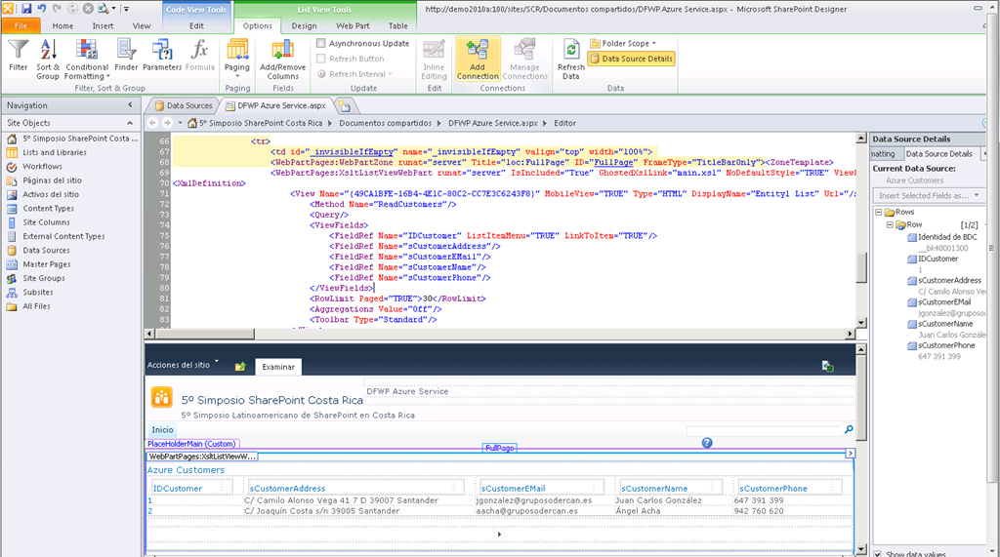 Code View Tools
List View Tools
http://demo2010a:100/sites/SCR/Documentos compartidos/DFWP Azure Service.aspx - Microsoft SharePoint Designer
File
Home
Insert
View
Edit
Options
Design
Web Part
Table
Filter
Sort & Group
Conditional Formatting
Finder
Parameters
Formula
Filter, Sort & Group
Paging
Paging
Add/Remove Columns
Fields
Asynchronous Update
Refresh Button
Refresh Interval
Update
Inline Editing
Edit
Add Connection
Manage Connections
Connections
Refresh Data
Folder Scope
Data Source Details
Data
Navigation
Site Objects
5º Simposio SharePoint Costa ...
Lists and Libraries
Workflows
Páginas del sitio
Activos del sitio
Content Types
Site Columns
External Content Types
Data Sources
Master Pages
Site Groups
Subsites
All Files
Data Sources
DFWP Azure Service.aspx
5º Simposio SharePoint Costa Rica
Documentos compartidos
DFWP Azure Service.aspx
Editor
66 <tr>
67 <td id="_invisibleIfEmpty" name="_invisibleIfEmpty" valign="top" width="100%">
68 <WebPartPages:WebPartZone runat="server" Title="loc:FullPage" ID="FullPage" FrameType="TitleBarOnly"><ZoneTemplate>
69 <WebPartPages:XsltListViewWebPart runat="server" IsIncluded="True" GhostedXslLink="main.xsl" NoDefaultStyle="TRUE"
70 <XmlDefinition>
71 <View Name="{49CA1BFE-16B4-4E1C-80C2-CC7E3C6243F8}" MobileView="TRUE" Type="HTML" DisplayName="Entity1 List" Url="/s
72 <Method Name="ReadCustomers"/>
73 <Query/>
74 <ViewFields>
75 <FieldRef Name="IDCustomer" ListItemMenu="TRUE" LinkToItem="TRUE"/>
76 <FieldRef Name="sCustomerAddress"/>
77 <FieldRef Name="sCustomerEMail"/>
78 <FieldRef Name="sCustomerName"/>
79 <FieldRef Name="sCustomerPhone"/>
80 </ViewFields>
81 <RowLimit Paged="TRUE">30</RowLimit>
82 <Aggregations Value="Off"/>
83 <Toolbar Type="Standard"/>
Acciones del sitio
Examinar
5º Simposio SharePoint Costa Rica
DFWP Azure Service
5º Simposio Latinoamericano de SharePoint en Costa Rica
Inicio
PlaceHolderMain (Custom)
FullPage
WebPartPages:XsltListViewW...
Azure Customers
IDCustomer sCustomerAddress sCustomerEMail sCustomerName sCustomerPhone
1 C/ Camilo Alonso Vega 41 7 D 39007 Santander jgonzalez@gruposodercan.es Juan Carlos González 647 391 399
2 C/ Joaquín Costa s/n 39005 Santander aacha@gruposodercan.es Ángel Acha 942 760 620
Data Source Details
matting
Data Source Details
Current Data Source:
Azure Customers
Insert Selected Fields as...
Rows
Row [1/2]
Identidad de BDC
__bk40001300
IDCustomer
1
sCustomerAddress
C/ Camilo Alonso Ve
sCustomerEMail
jgonzalez@gruposo
sCustomerName
Juan Carlos Gonzále
sCustomerPhone
647 391 399
Show data values